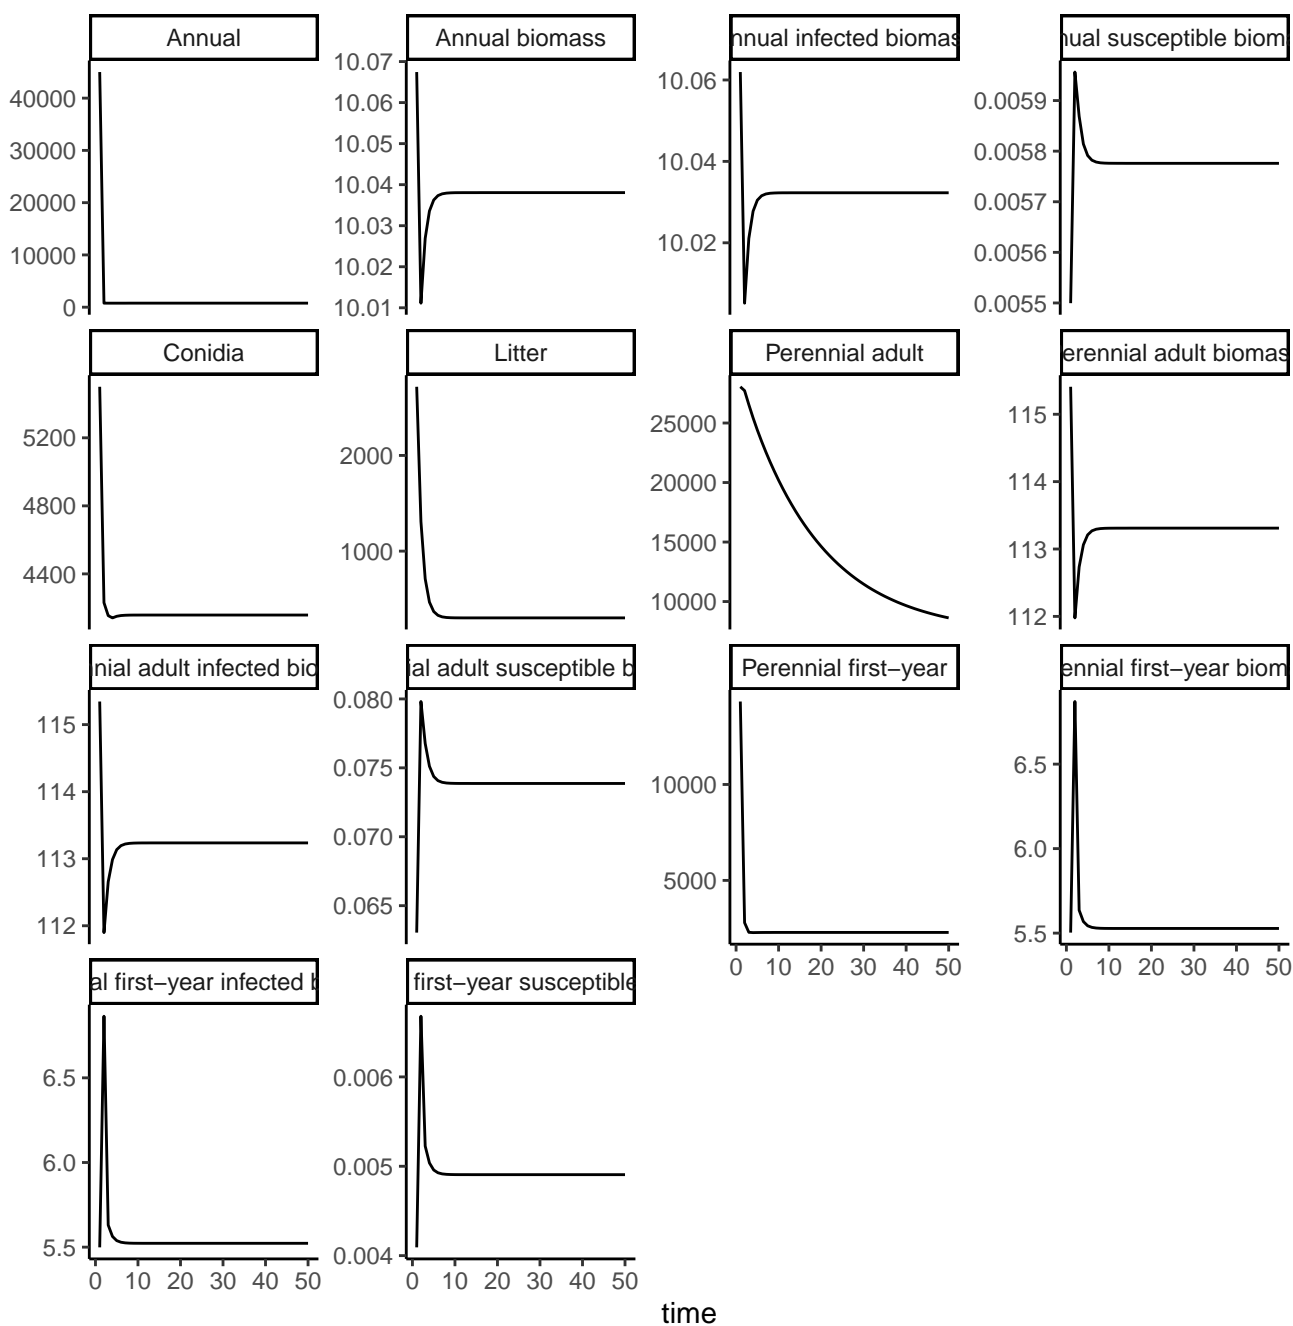 Annual
Annual biomass
nnual infected biomas
nual susceptible biom
40000
30000
20000
10000
0
10.07
10.06
10.05
10.04
10.03
10.02
10.01
10.06
10.04
10.02
0.0059
0.0058
0.0057
0.0056
0.0055
Conidia
Litter
Perennial adult
erennial adult biomas
5200
4800
4400
2000
1000
25000
20000
15000
10000
115
114
113
112
nial adult infected bio
ial adult susceptible b
Perennial first−year
ennial first−year biom
115
114
113
112
0.080
0.075
0.070
0.065
10000
5000
6.5
6.0
5.5
0 10 20 30 40 50
0 10 20 30 40 50
al first−year infected b
first−year susceptible
6.5
6.0
5.5
0.006
0.005
0.004
0 10 20 30 40 50
0 10 20 30 40 50
time